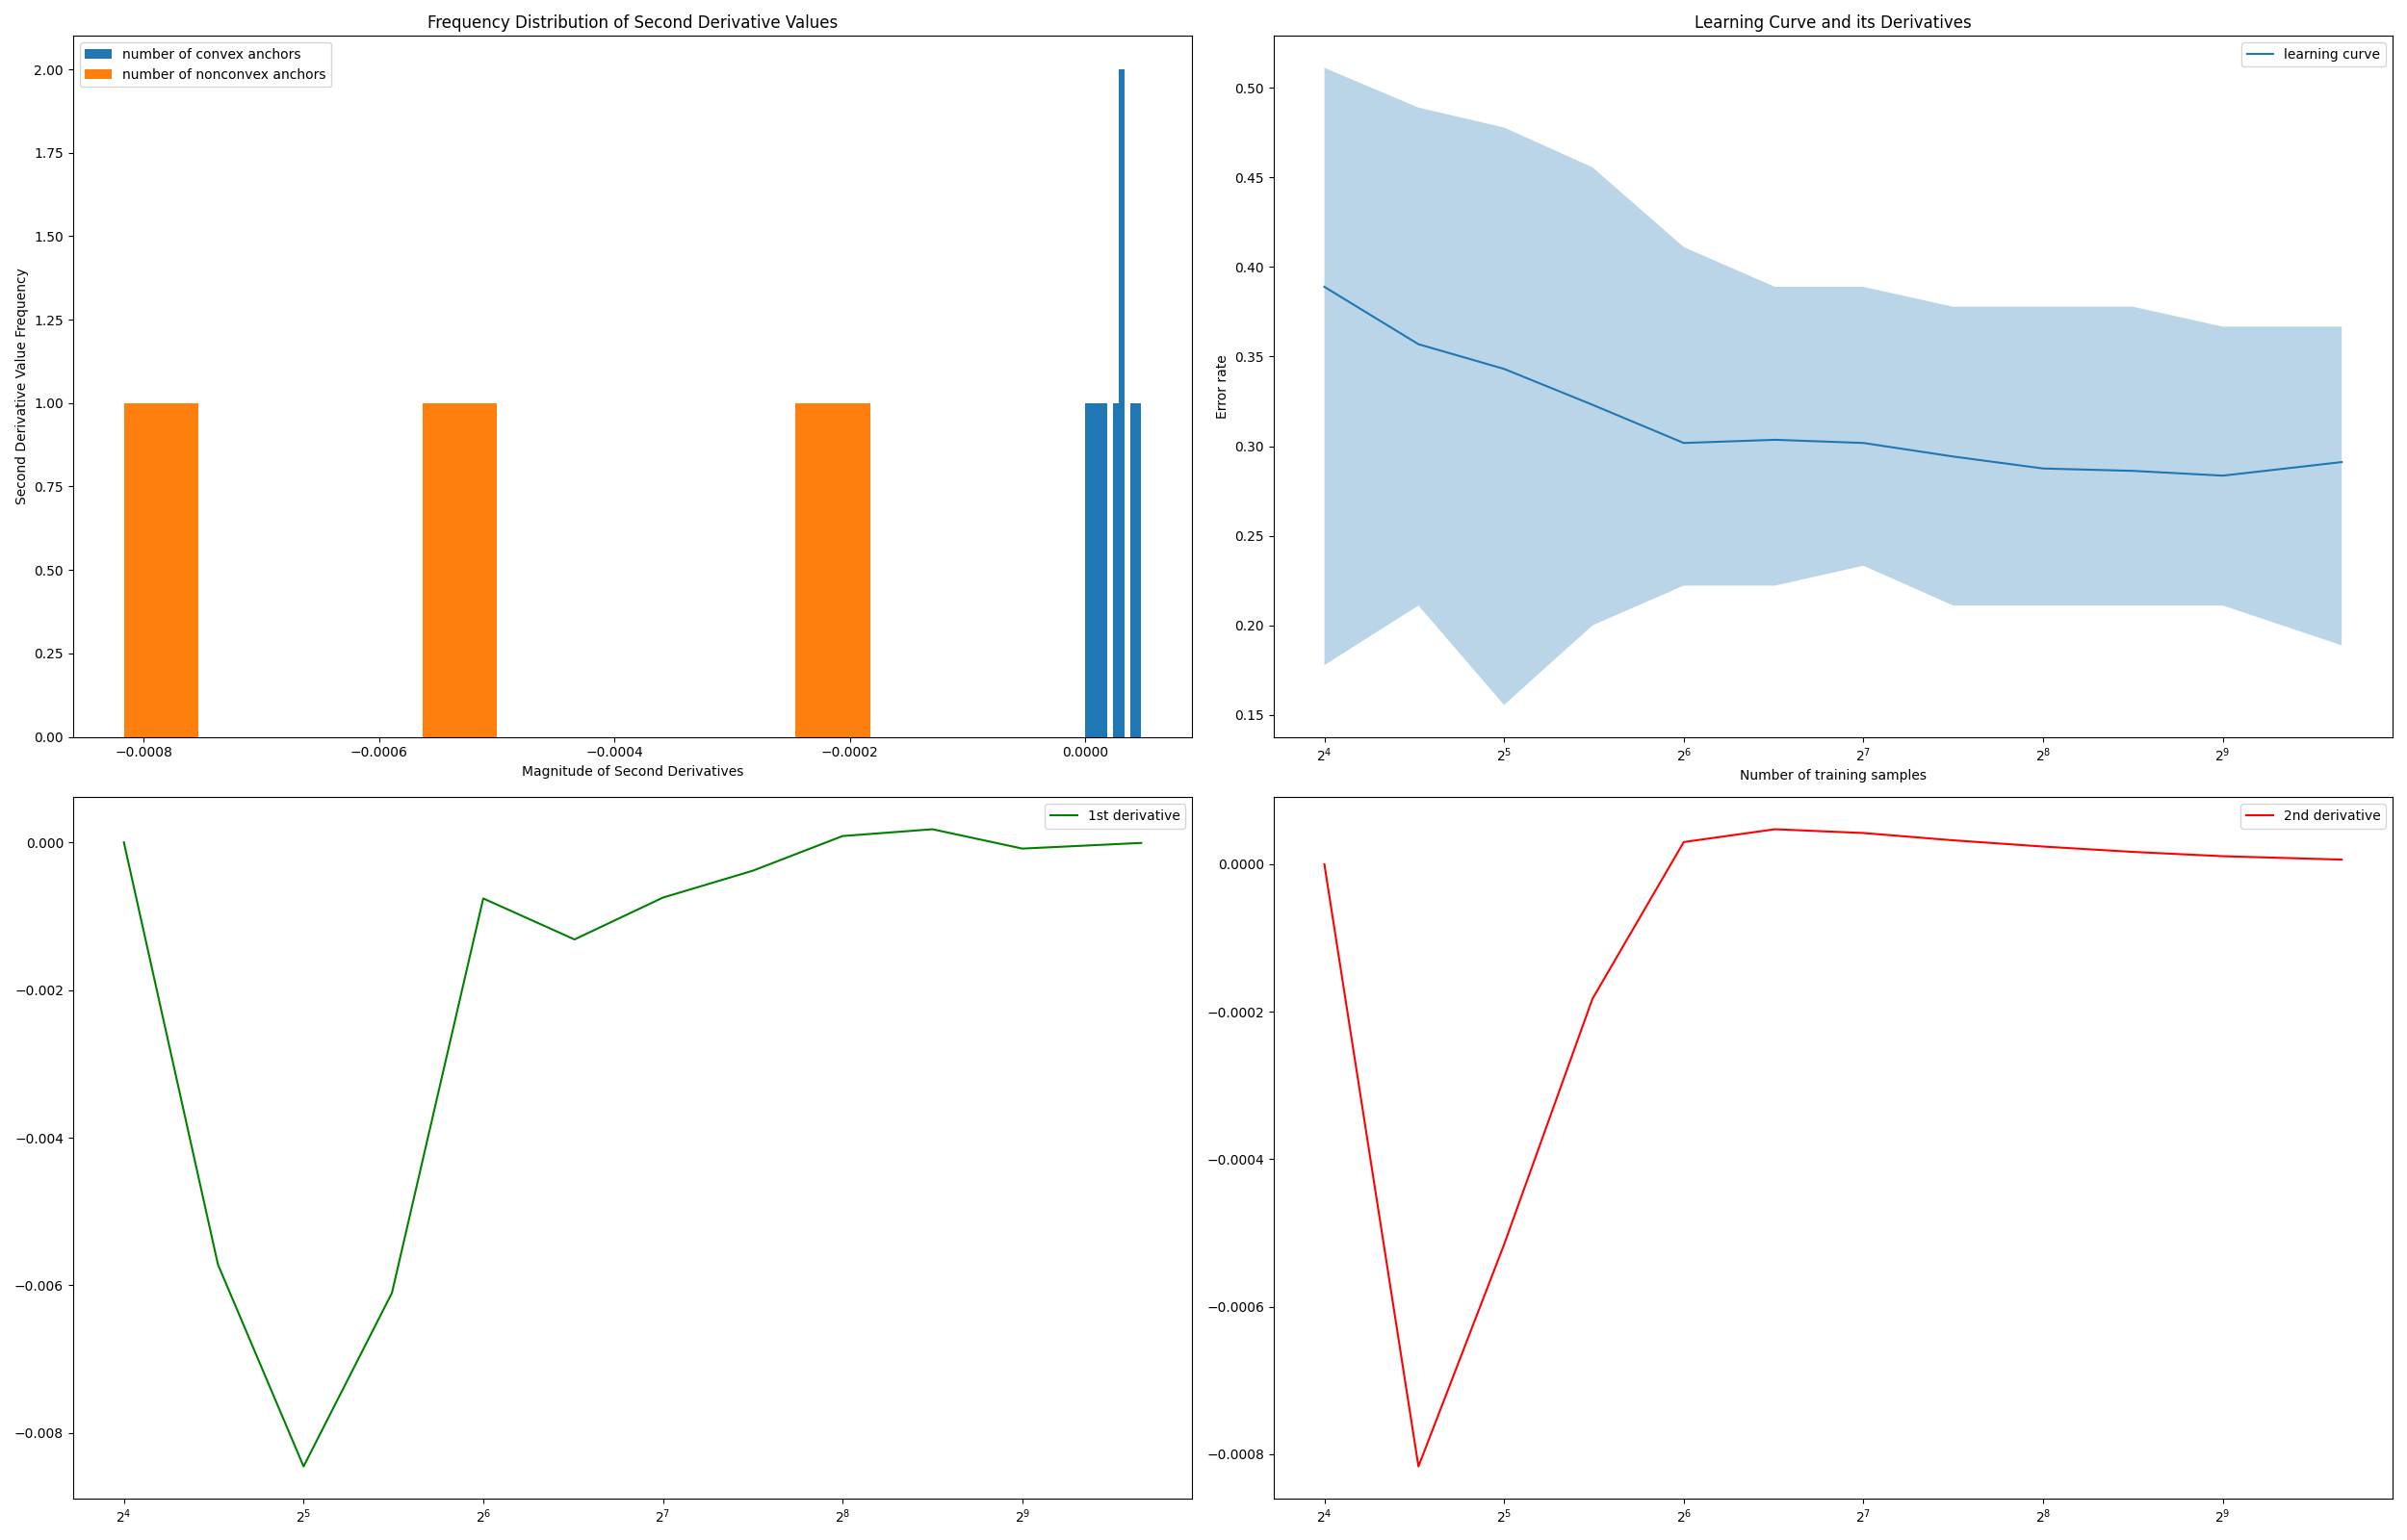 Frequency Distribution of Second Derivative Values
number of convex anchors
number of nonconvex anchors
Second Derivative Value Frequency
2.00
1.75
1.50
1.25
1.00
0.75
0.50
0.25
0.00
−0.0008 −0.0006 −0.0004 −0.0002 0.0000
Magnitude of Second Derivatives
Learning Curve and its Derivatives
learning curve
Error rate
0.50
0.45
0.40
0.35
0.30
0.25
0.20
0.15
2⁴ 2⁵ 2⁶ 2⁷ 2⁸ 2⁹
Number of training samples
1st derivative
0.000
−0.002
−0.004
−0.006
−0.008
2⁴ 2⁵ 2⁶ 2⁷ 2⁸ 2⁹
2nd derivative
0.0000
−0.0002
−0.0004
−0.0006
−0.0008
2⁴ 2⁵ 2⁶ 2⁷ 2⁸ 2⁹